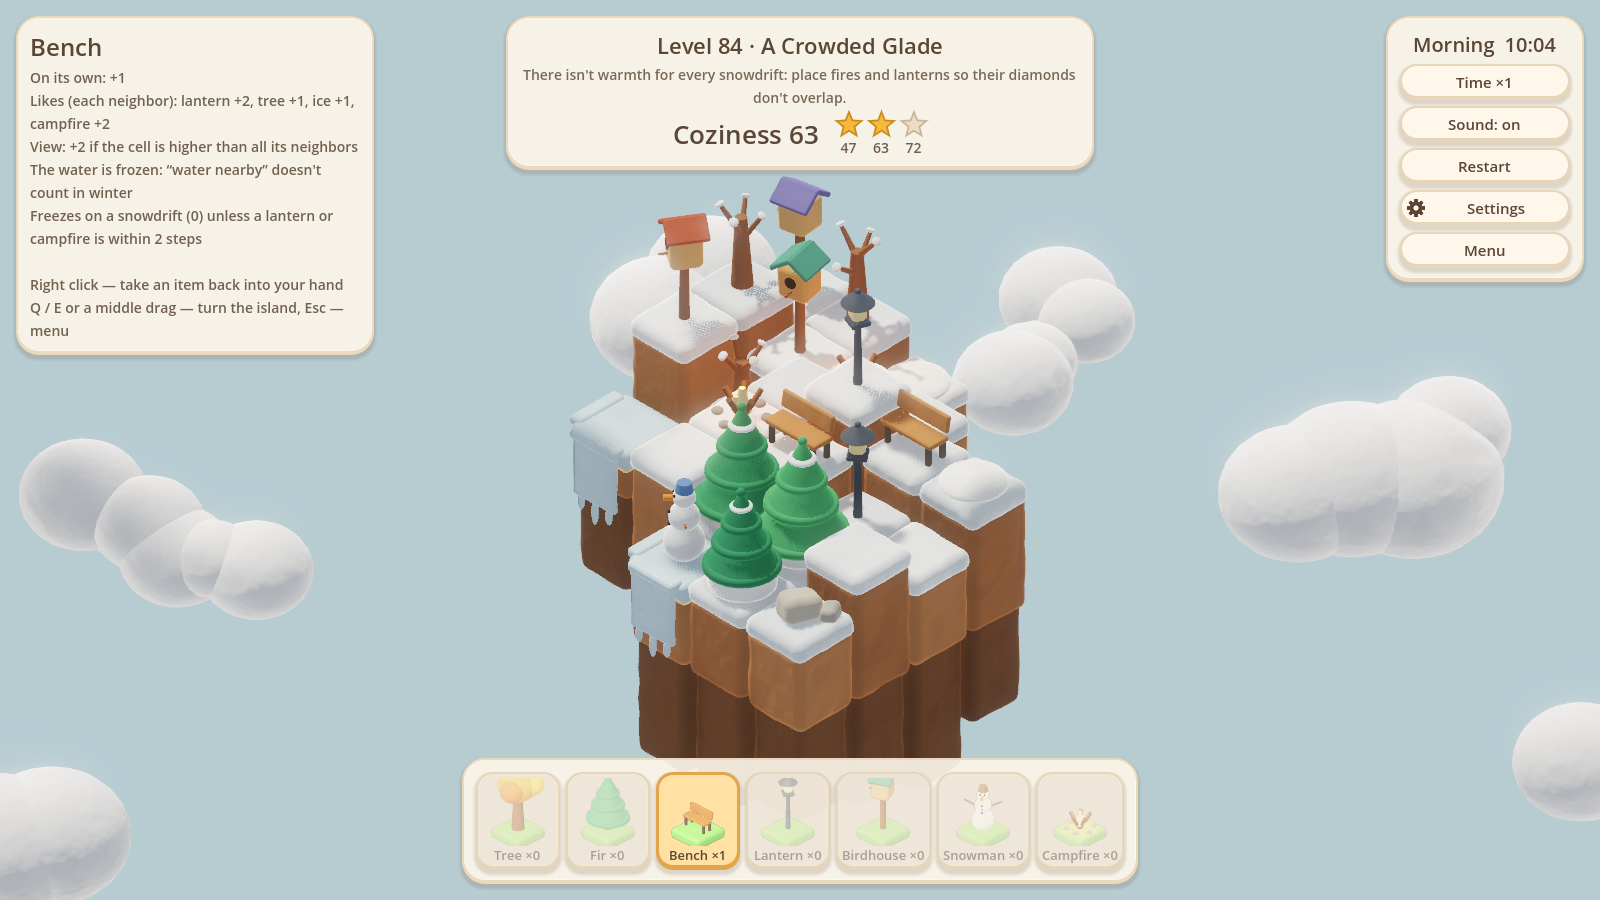 Bench
On its own: +1
Likes (each neighbor): lantern +2, tree +1, ice +1,
campfire +2
View: +2 if the cell is higher than all its neighbors
The water is frozen: “water nearby” doesn't
count in winter
Freezes on a snowdrift (0) unless a lantern or
campfire is within 2 steps
Right click — take an item back into your hand
Q / E or a middle drag — turn the island, Esc —
menu
Level 84 · A Crowded Glade
There isn't warmth for every snowdrift: place fires and lanterns so their diamonds
don't overlap.
Coziness 63
47 63 72
Morning 10:04
Time ×1
Sound: on
Restart
Settings
Menu
Tree ×0
Fir ×0
Bench ×1
Lantern ×0
Birdhouse ×0
Snowman ×0
Campfire ×0